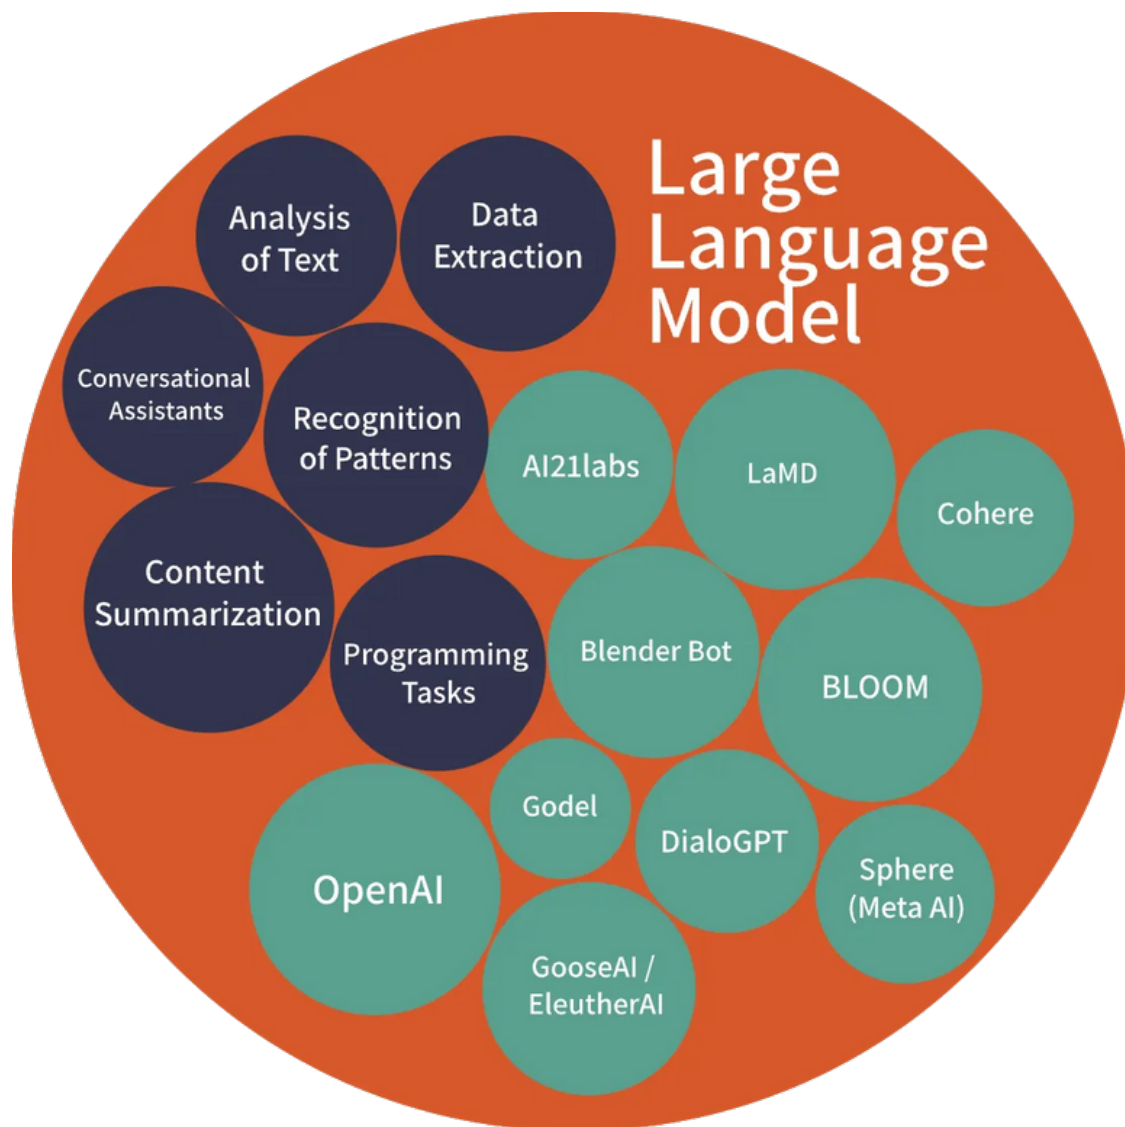 Large
Language
Model
Analysis
of Text
Data
Extraction
Conversational
Assistants
Recognition
of Patterns
Content
Summarization
Programming
Tasks
AI21labs
LaMD
Cohere
Blender Bot
BLOOM
Godel
DialoGPT
OpenAI
Sphere
(Meta AI)
GooseAI /
EleutherAI